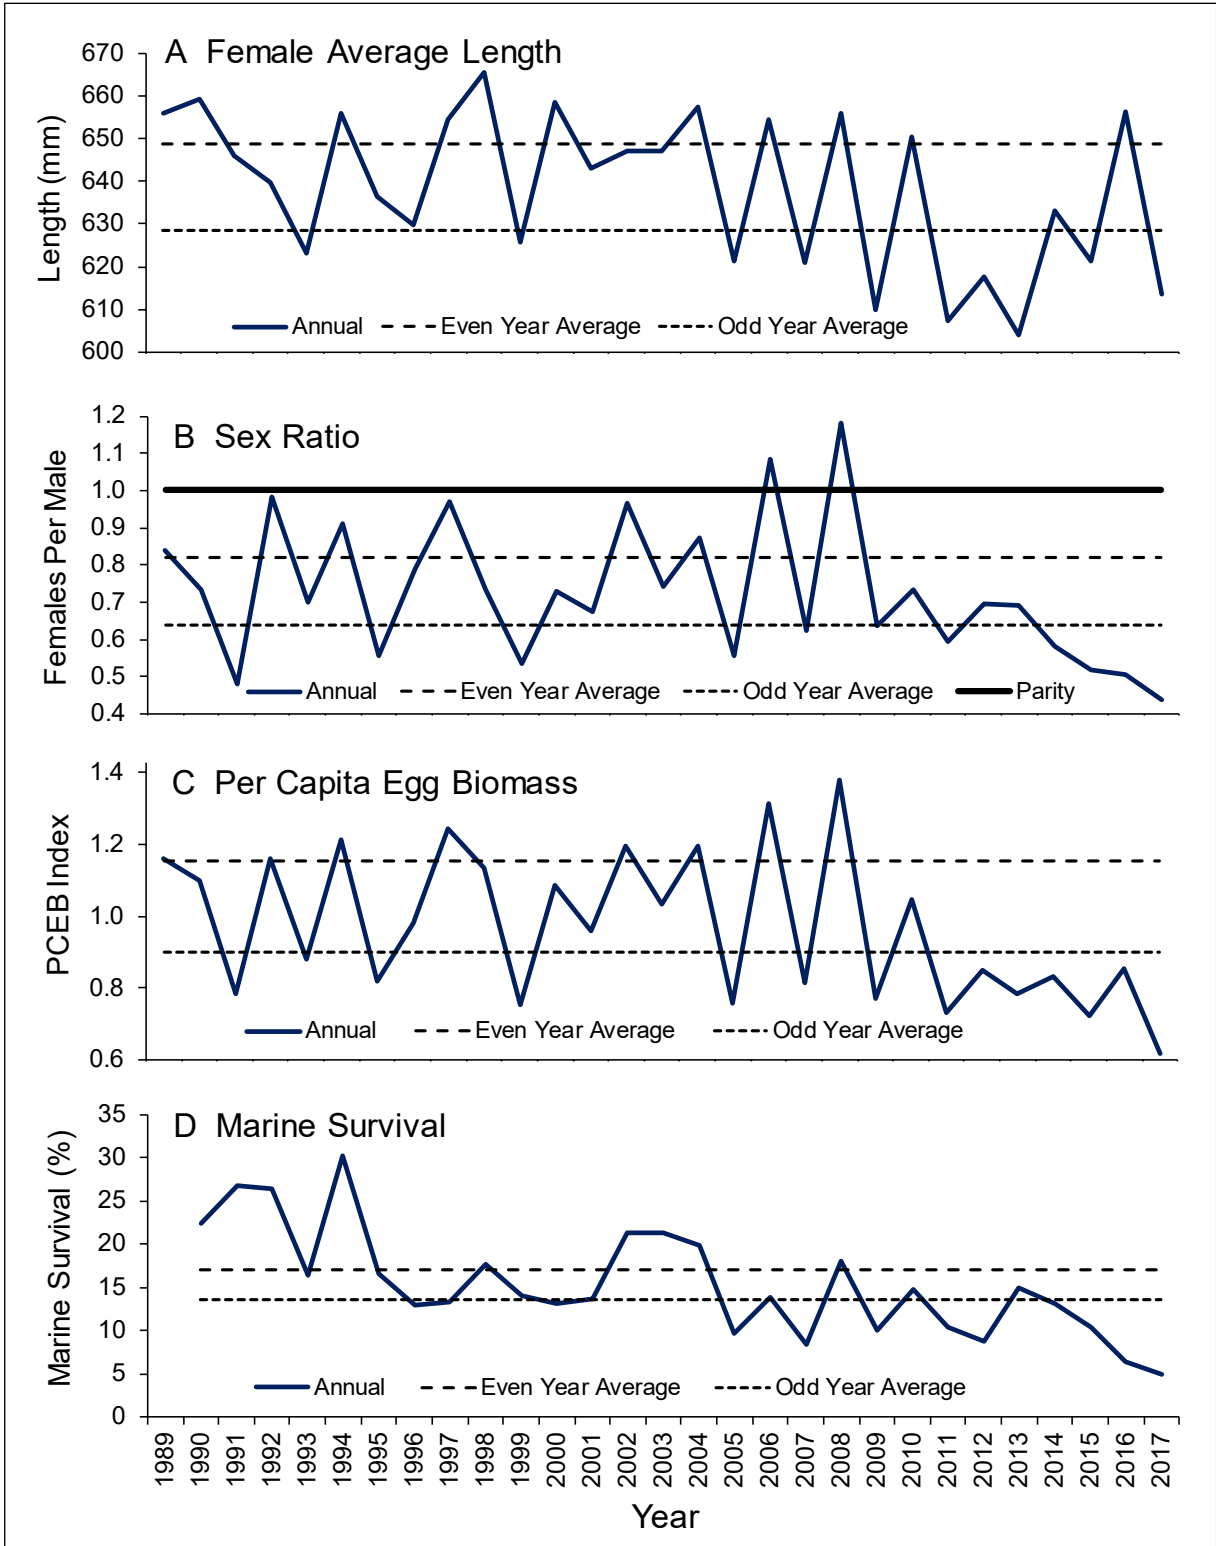 A Female Average Length
Length (mm)
670
660
650
640
630
620
610
600
Annual Even Year Average Odd Year Average
B Sex Ratio
Females Per Male
1.2
1.1
1.0
0.9
0.8
0.7
0.6
0.5
0.4
Annual Even Year Average Odd Year Average Parity
C Per Capita Egg Biomass
PCEB Index
1.4
1.2
1.0
0.8
0.6
Annual Even Year Average Odd Year Average
D Marine Survival
Marine Survival (%)
35
30
25
20
15
10
5
0
Annual Even Year Average Odd Year Average
1989 1990 1991 1992 1993 1994 1995 1996 1997 1998 1999 2000 2001 2002 2003 2004 2005 2006 2007 2008 2009 2010 2011 2012 2013 2014 2015 2016 2017
Year